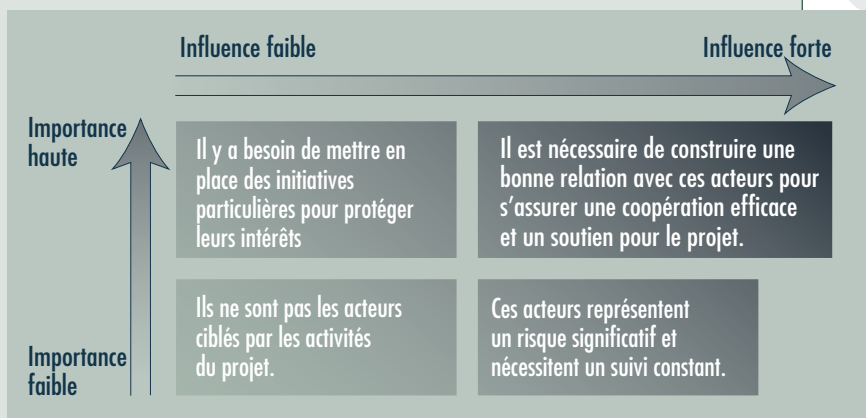 Influence faible
Influence forte
Importance
haute
Il y a besoin de mettre en
place des initiatives
particulières pour protéger
leurs intérêts
Il est nécessaire de construire une
bonne relation avec ces acteurs pour
s'assurer une coopération efficace
et un soutien pour le projet.
Importance
faible
Ils ne sont pas les acteurs
ciblés par les activités
du projet.
Ces acteurs représentent
un risque significatif et
nécessitent un suivi constant.